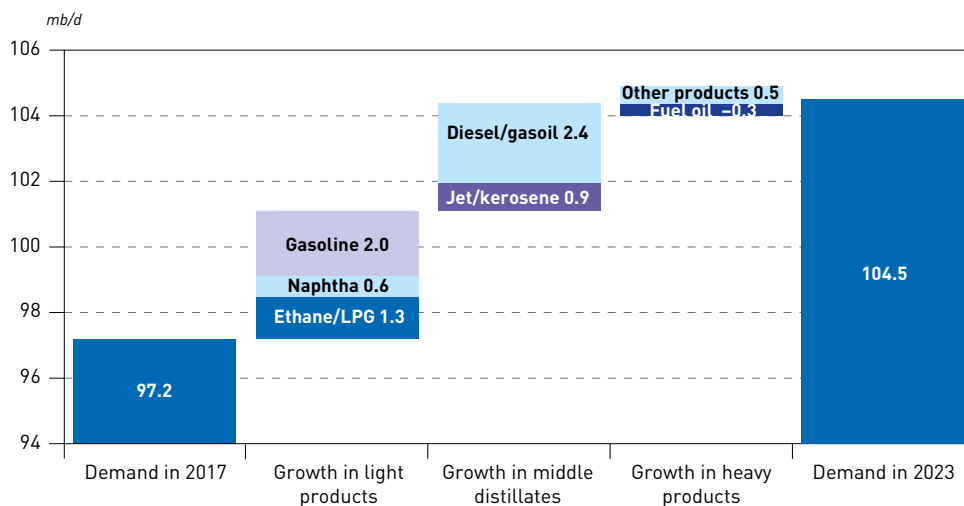 mb/d
106
104
102
100
98
96
94
97.2
Gasoline 2.0
Naphtha 0.6
Ethane/LPG 1.3
Diesel/gasoil 2.4
Jet/kerosene 0.9
Other products 0.5
Fuel oil –0.3
104.5
Demand in 2017
Growth in light
products
Growth in middle
distillates
Growth in heavy
products
Demand in 2023